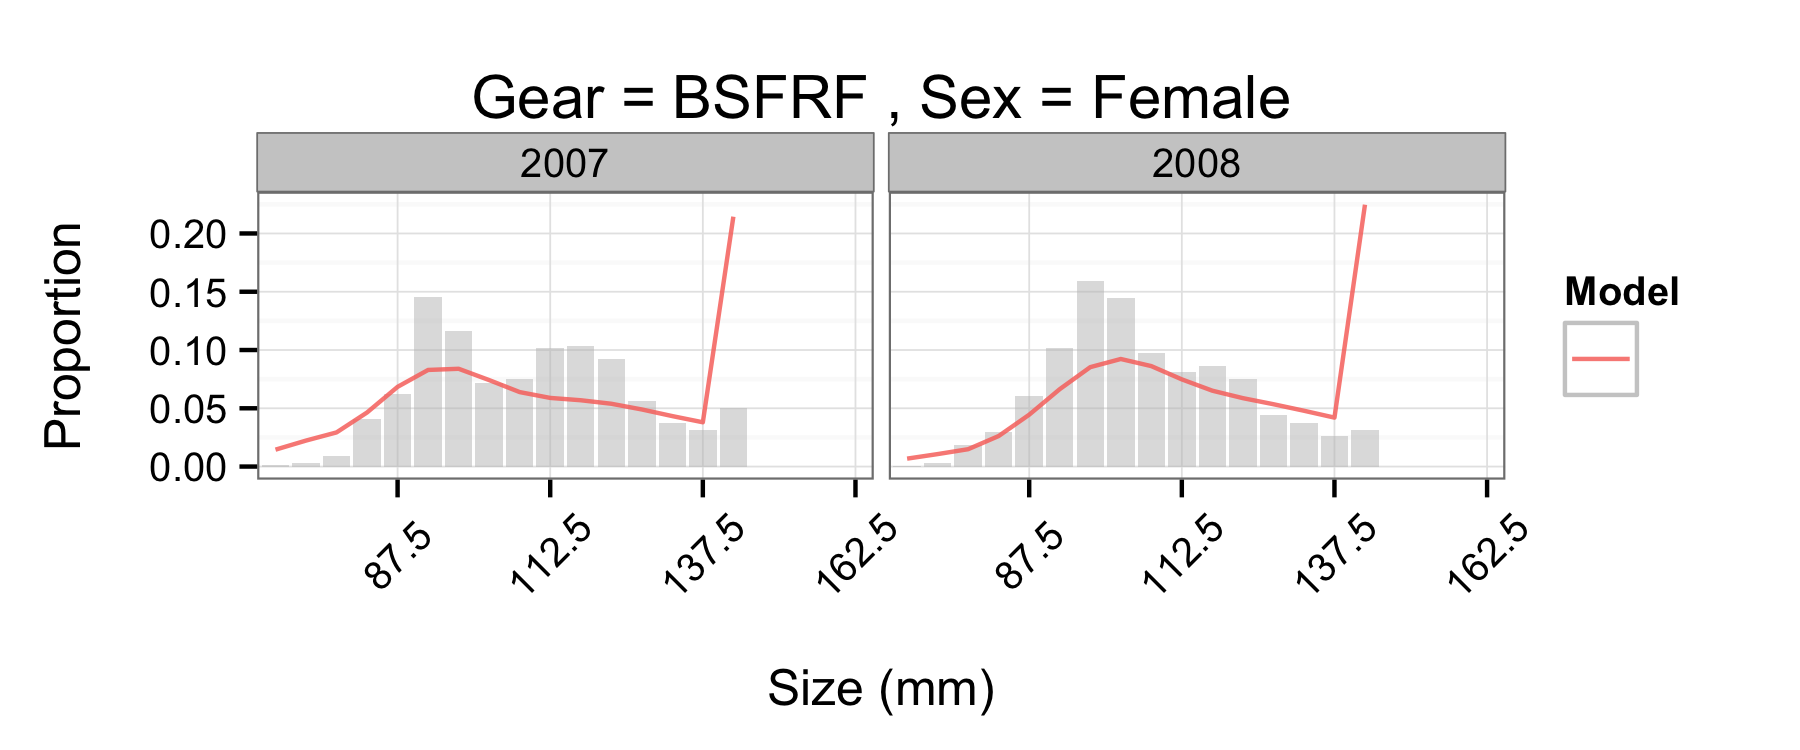 Gear = BSFRF , Sex = Female
2007 2008
Proportion
0.20
0.15
0.10
0.05
0.00
87.5 112.5 137.5 162.5 87.5 112.5 137.5 162.5
Size (mm)
Model